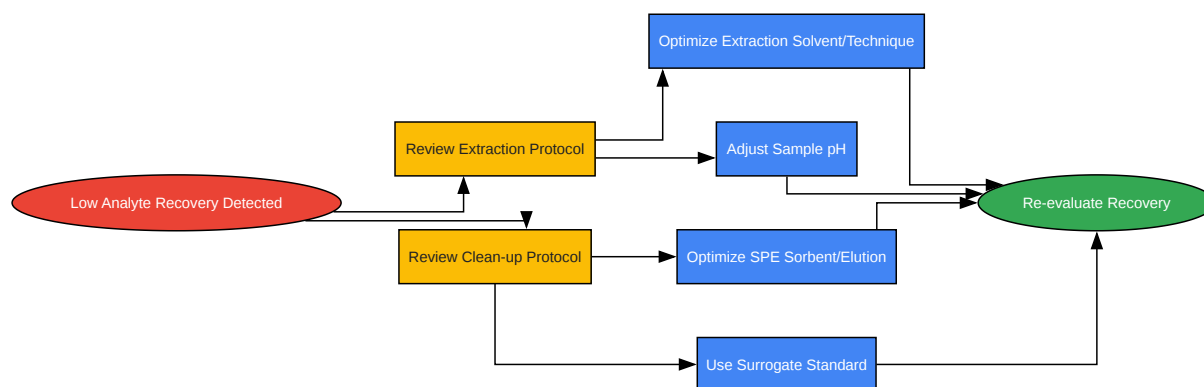 Optimize Extraction Solvent/Technique
Review Extraction Protocol
Adjust Sample pH
Low Analyte Recovery Detected
Re-evaluate Recovery
Review Clean-up Protocol
Optimize SPE Sorbent/Elution
Use Surrogate Standard